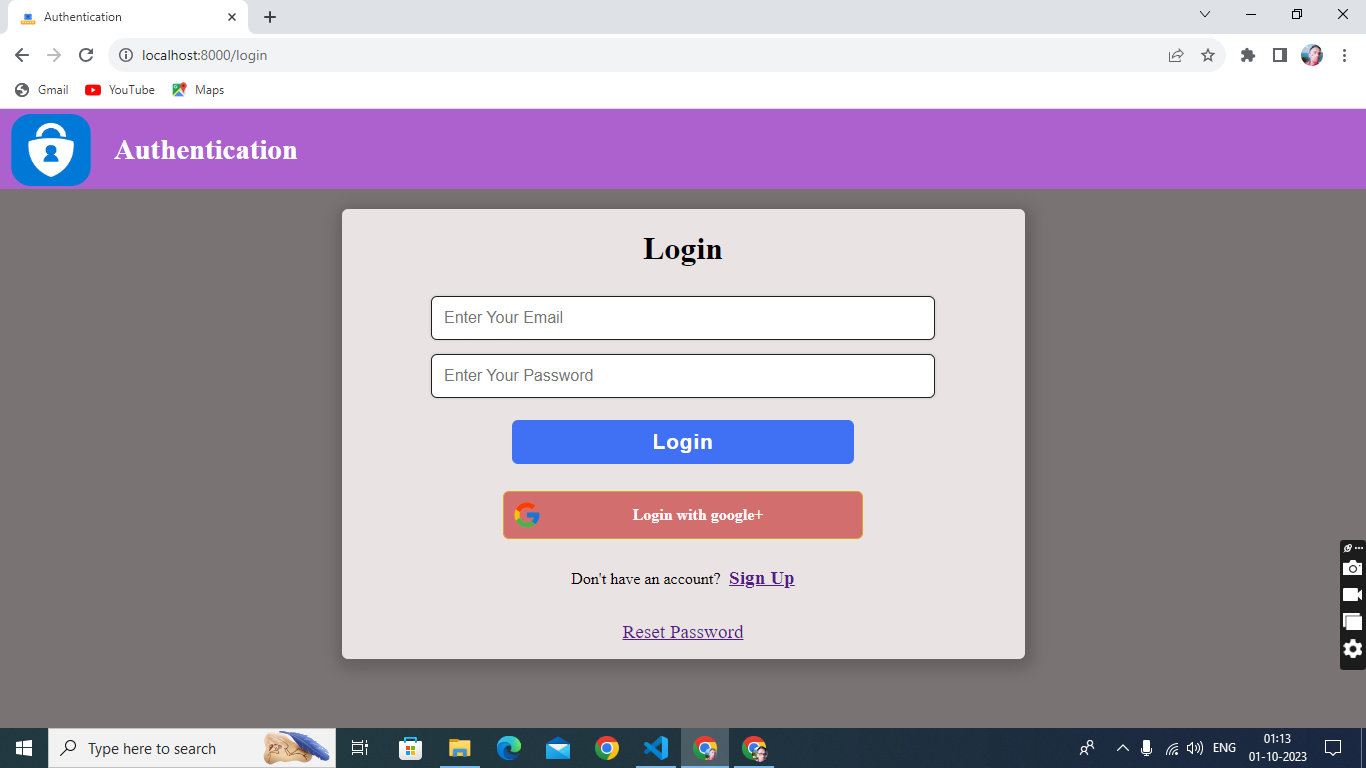 Authentication
localhost:8000/login
Gmail
YouTube
Maps
Authentication
Login
Enter Your Email
Enter Your Password
Login
Login with google+
Don't have an account? Sign Up
Reset Password
Type here to search
ENG
01:13
01-10-2023